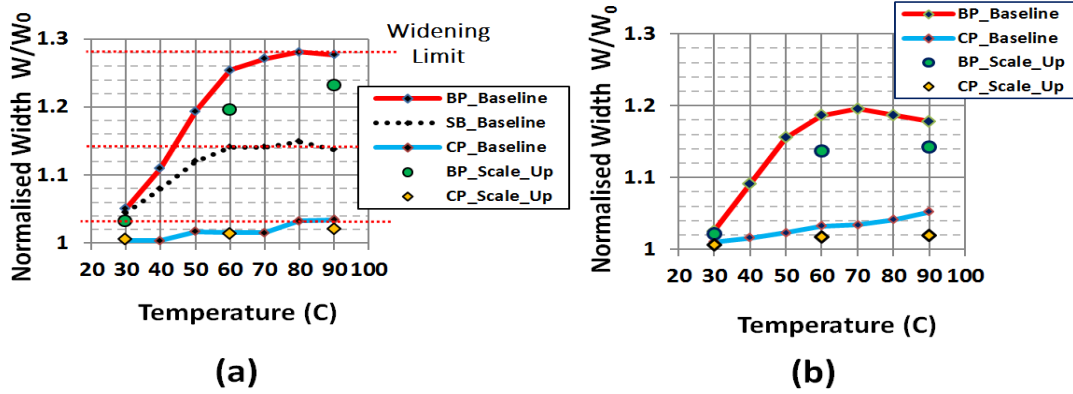 Normalised Width W/W0
1.3
1.2
1.1
1
20 30 40 50 60 70 80 90 100
Temperature (C)
Widening
Limit
BP_Baseline
SB_Baseline
CP_Baseline
BP_Scale_Up
CP_Scale_Up
(a)
Normalised Width W/W0
1.3
1.2
1.1
1
20 30 40 50 60 70 80 90 100
Temperature (C)
BP_Baseline
CP_Baseline
BP_Scale_Up
CP_Scale_Up
(b)